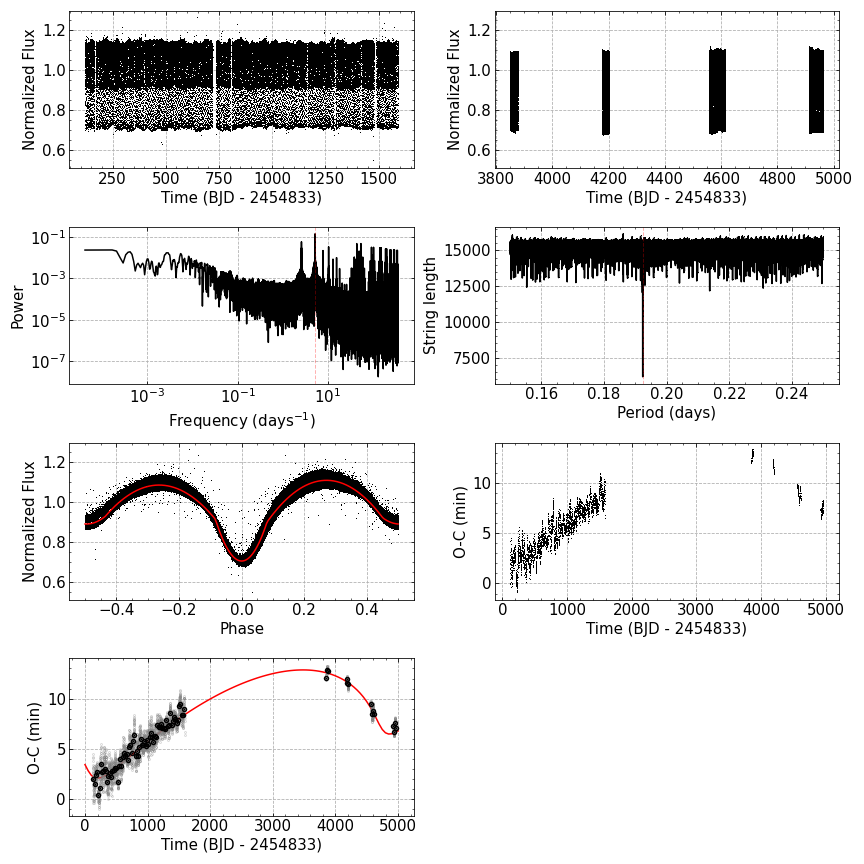 1.2
1.0
0.8
0.6
Normalized Flux
250 500 750 1000 1250 1500
Time (BJD - 2454833)
1.2
1.0
0.8
0.6
Normalized Flux
3800 4000 4200 4400 4600 4800 5000
Time (BJD - 2454833)
10⁻¹
10⁻³
10⁻⁵
10⁻⁷
Power
10⁻³ 10⁻¹ 10¹
Frequency (days⁻¹)
15000
12500
10000
7500
String length
0.16 0.18 0.20 0.22 0.24
Period (days)
1.2
1.0
0.8
0.6
Normalized Flux
−0.4 −0.2 0.0 0.2 0.4
Phase
10
5
0
O-C (min)
0 1000 2000 3000 4000 5000
Time (BJD - 2454833)
10
5
0
O-C (min)
0 1000 2000 3000 4000 5000
Time (BJD - 2454833)